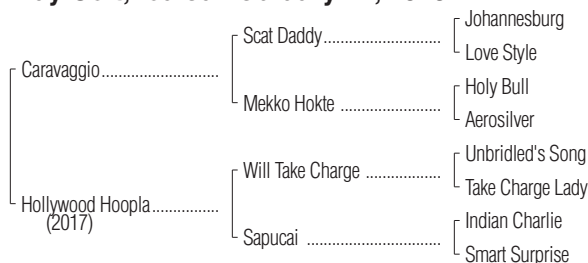 Johannesburg
Scat Daddy
Love Style
Caravaggio
Holy Bull
Mekko Hokte
Aerosilver
Unbridled's Song
Will Take Charge
Take Charge Lady
Hollywood Hoopla
(2017)
Indian Charlie
Sapucai
Smart Surprise